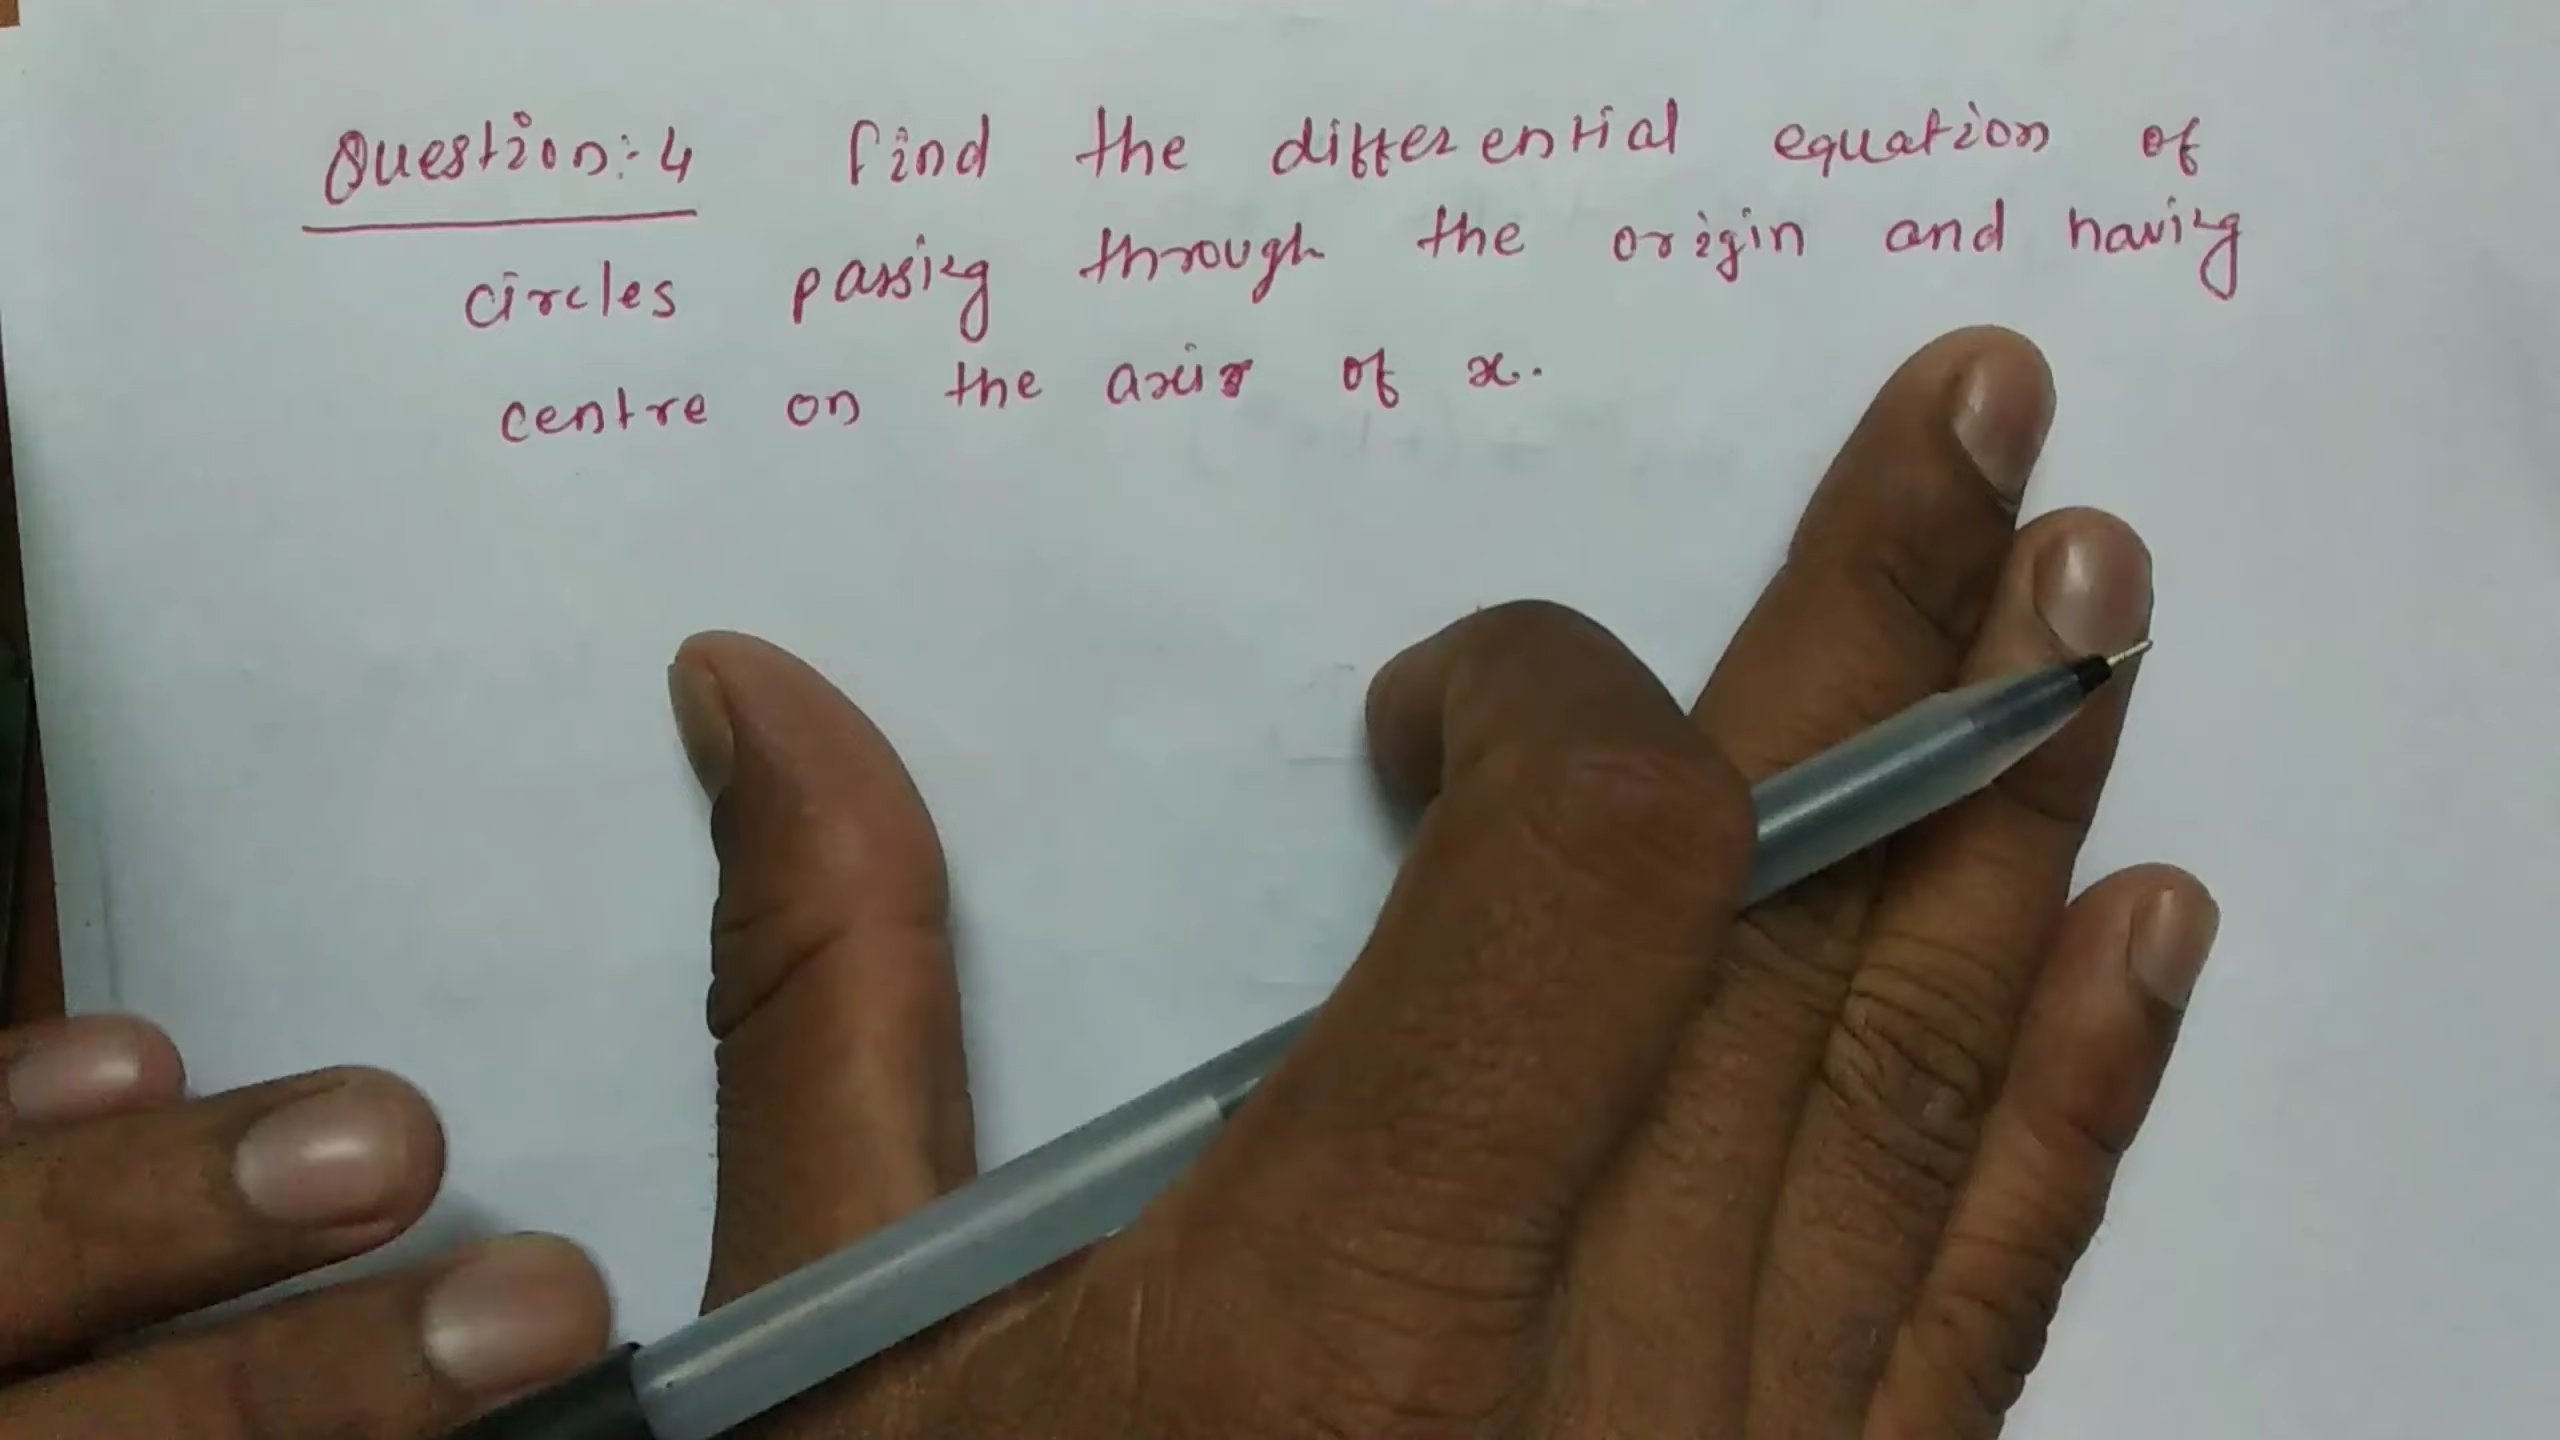 Question:- 4 find the differential equation of
circles passing through the origin and having
centre on the axis of x.